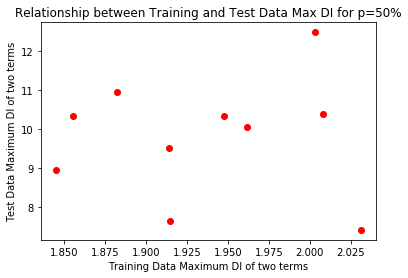 Relationship between Training and Test Data Max DI for p=50%
Test Data Maximum DI of two terms
12
11
10
9
8
1.850 1.875 1.900 1.925 1.950 1.975 2.000 2.025
Training Data Maximum DI of two terms